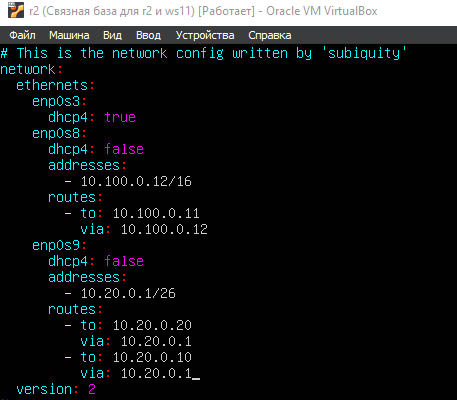 r2 (Связная база для r2 и ws11) [Работает] - Oracle VM VirtualBox
Файл Машина Вид Ввод Устройства Справка
# This is the network config written by 'subiquity'
network:
  ethernets:
    enp0s3:
      dhcp4: true
    enp0s8:
      dhcp4: false
      addresses:
        - 10.100.0.12/16
      routes:
        - to: 10.100.0.11
          via: 10.100.0.12
    enp0s9:
      dhcp4: false
      addresses:
        - 10.20.0.1/26
      routes:
        - to: 10.20.0.20
          via: 10.20.0.1
        - to: 10.20.0.10
          via: 10.20.0.1_
  version: 2